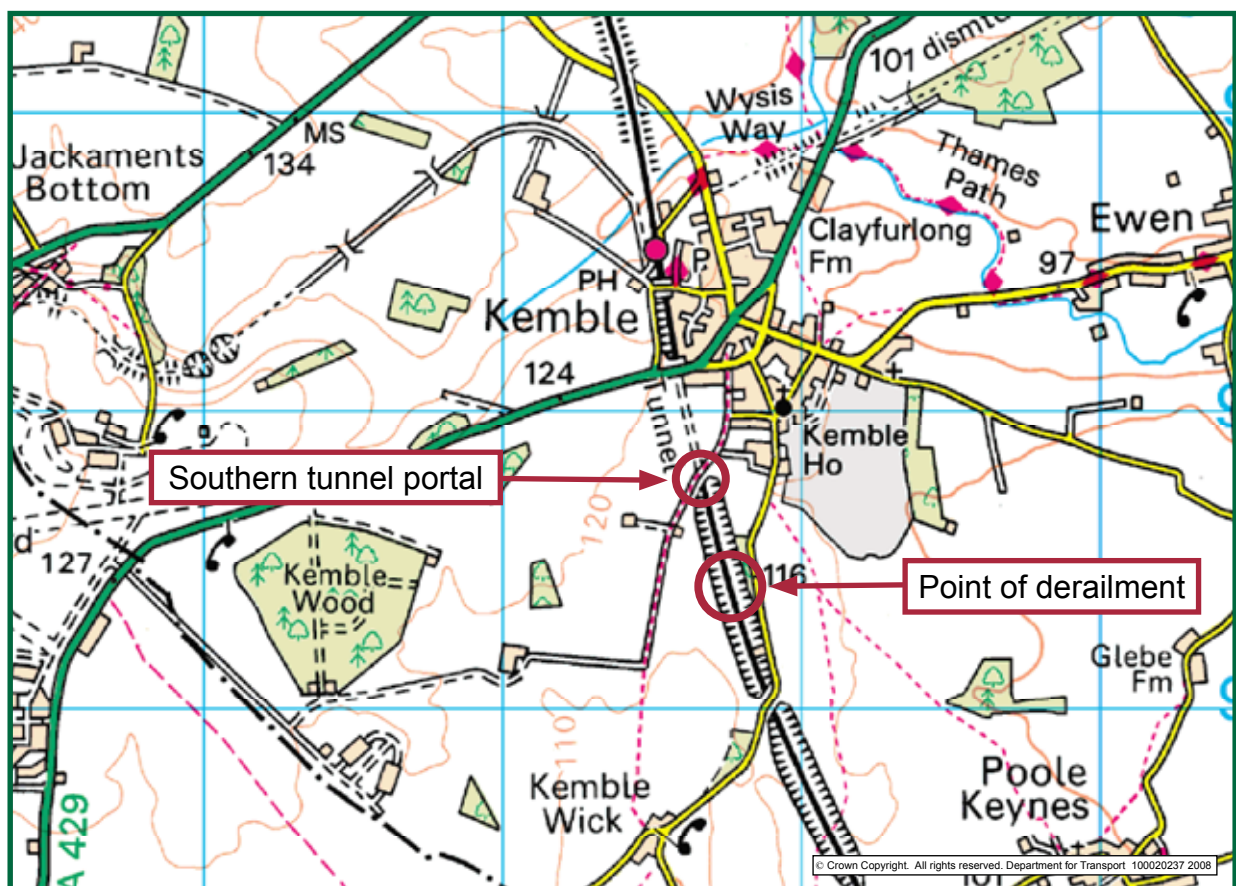 101 dismtd
MS
134
Jackaments
Bottom
Wysis
Way
Thames
Path
Ewen
97
Clayfurlong
Fm
PH
P
Kemble
124
Tunnel
Kemble
Ho
Southern tunnel portal
120
127
d
Kemble
Wood
116
Point of derailment
Glebe
Fm
110
Kemble
Wick
Poole
Keynes
A 429
© Crown Copyright. All rights reserved. Department for Transport 100020237 2008
101